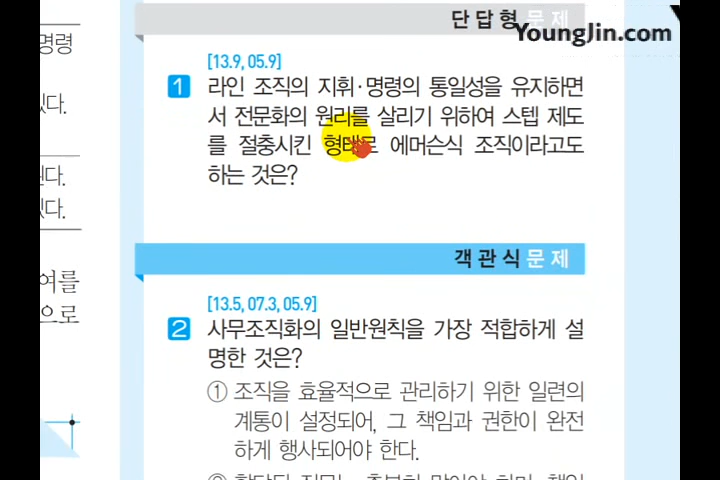 단답형 문제
YoungJin.com
명령
있다.
된다.
있다.
여를
으로
[13.9, 05.9]
1 라인 조직의 지휘·명령의 통일성을 유지하면
서 전문화의 원리를 살리기 위하여 스텝 제도
를 절충시킨 형태로 에머슨식 조직이라고도
하는 것은?
객관식 문제
[13.5, 07.3, 05.9]
2 사무조직화의 일반원칙을 가장 적합하게 설
명한 것은?
① 조직을 효율적으로 관리하기 위한 일련의
계통이 설정되어, 그 책임과 권한이 완전
하게 행사되어야 한다.